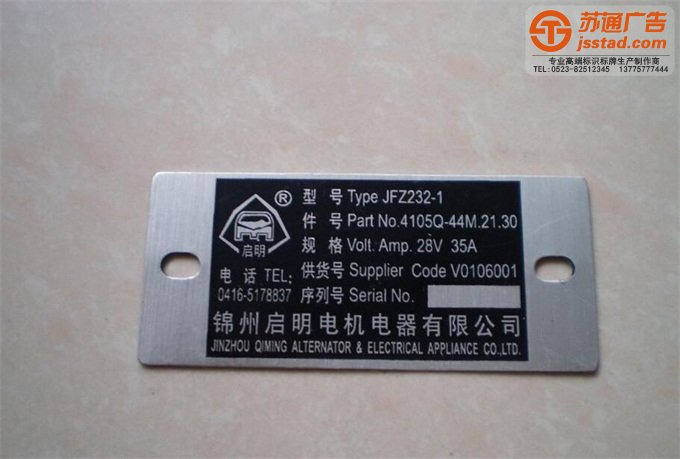 苏通广告
jsstad.com
专业高端标识标牌生产制作商
TEL:0523-82512345 13775777444
® 型 号 Type JFZ232-1
件 号 Part No.4105Q-44M.21.30
启明 规 格 Volt. Amp. 28V 35A
电 话 TEL: 供货号 Supplier Code V0106001
0416-5178837 序列号 Serial No.
锦州启明电机电器有限公司
JINZHOU QIMING ALTERNATOR & ELECTRICAL APPLIANCE CO.,LTD.